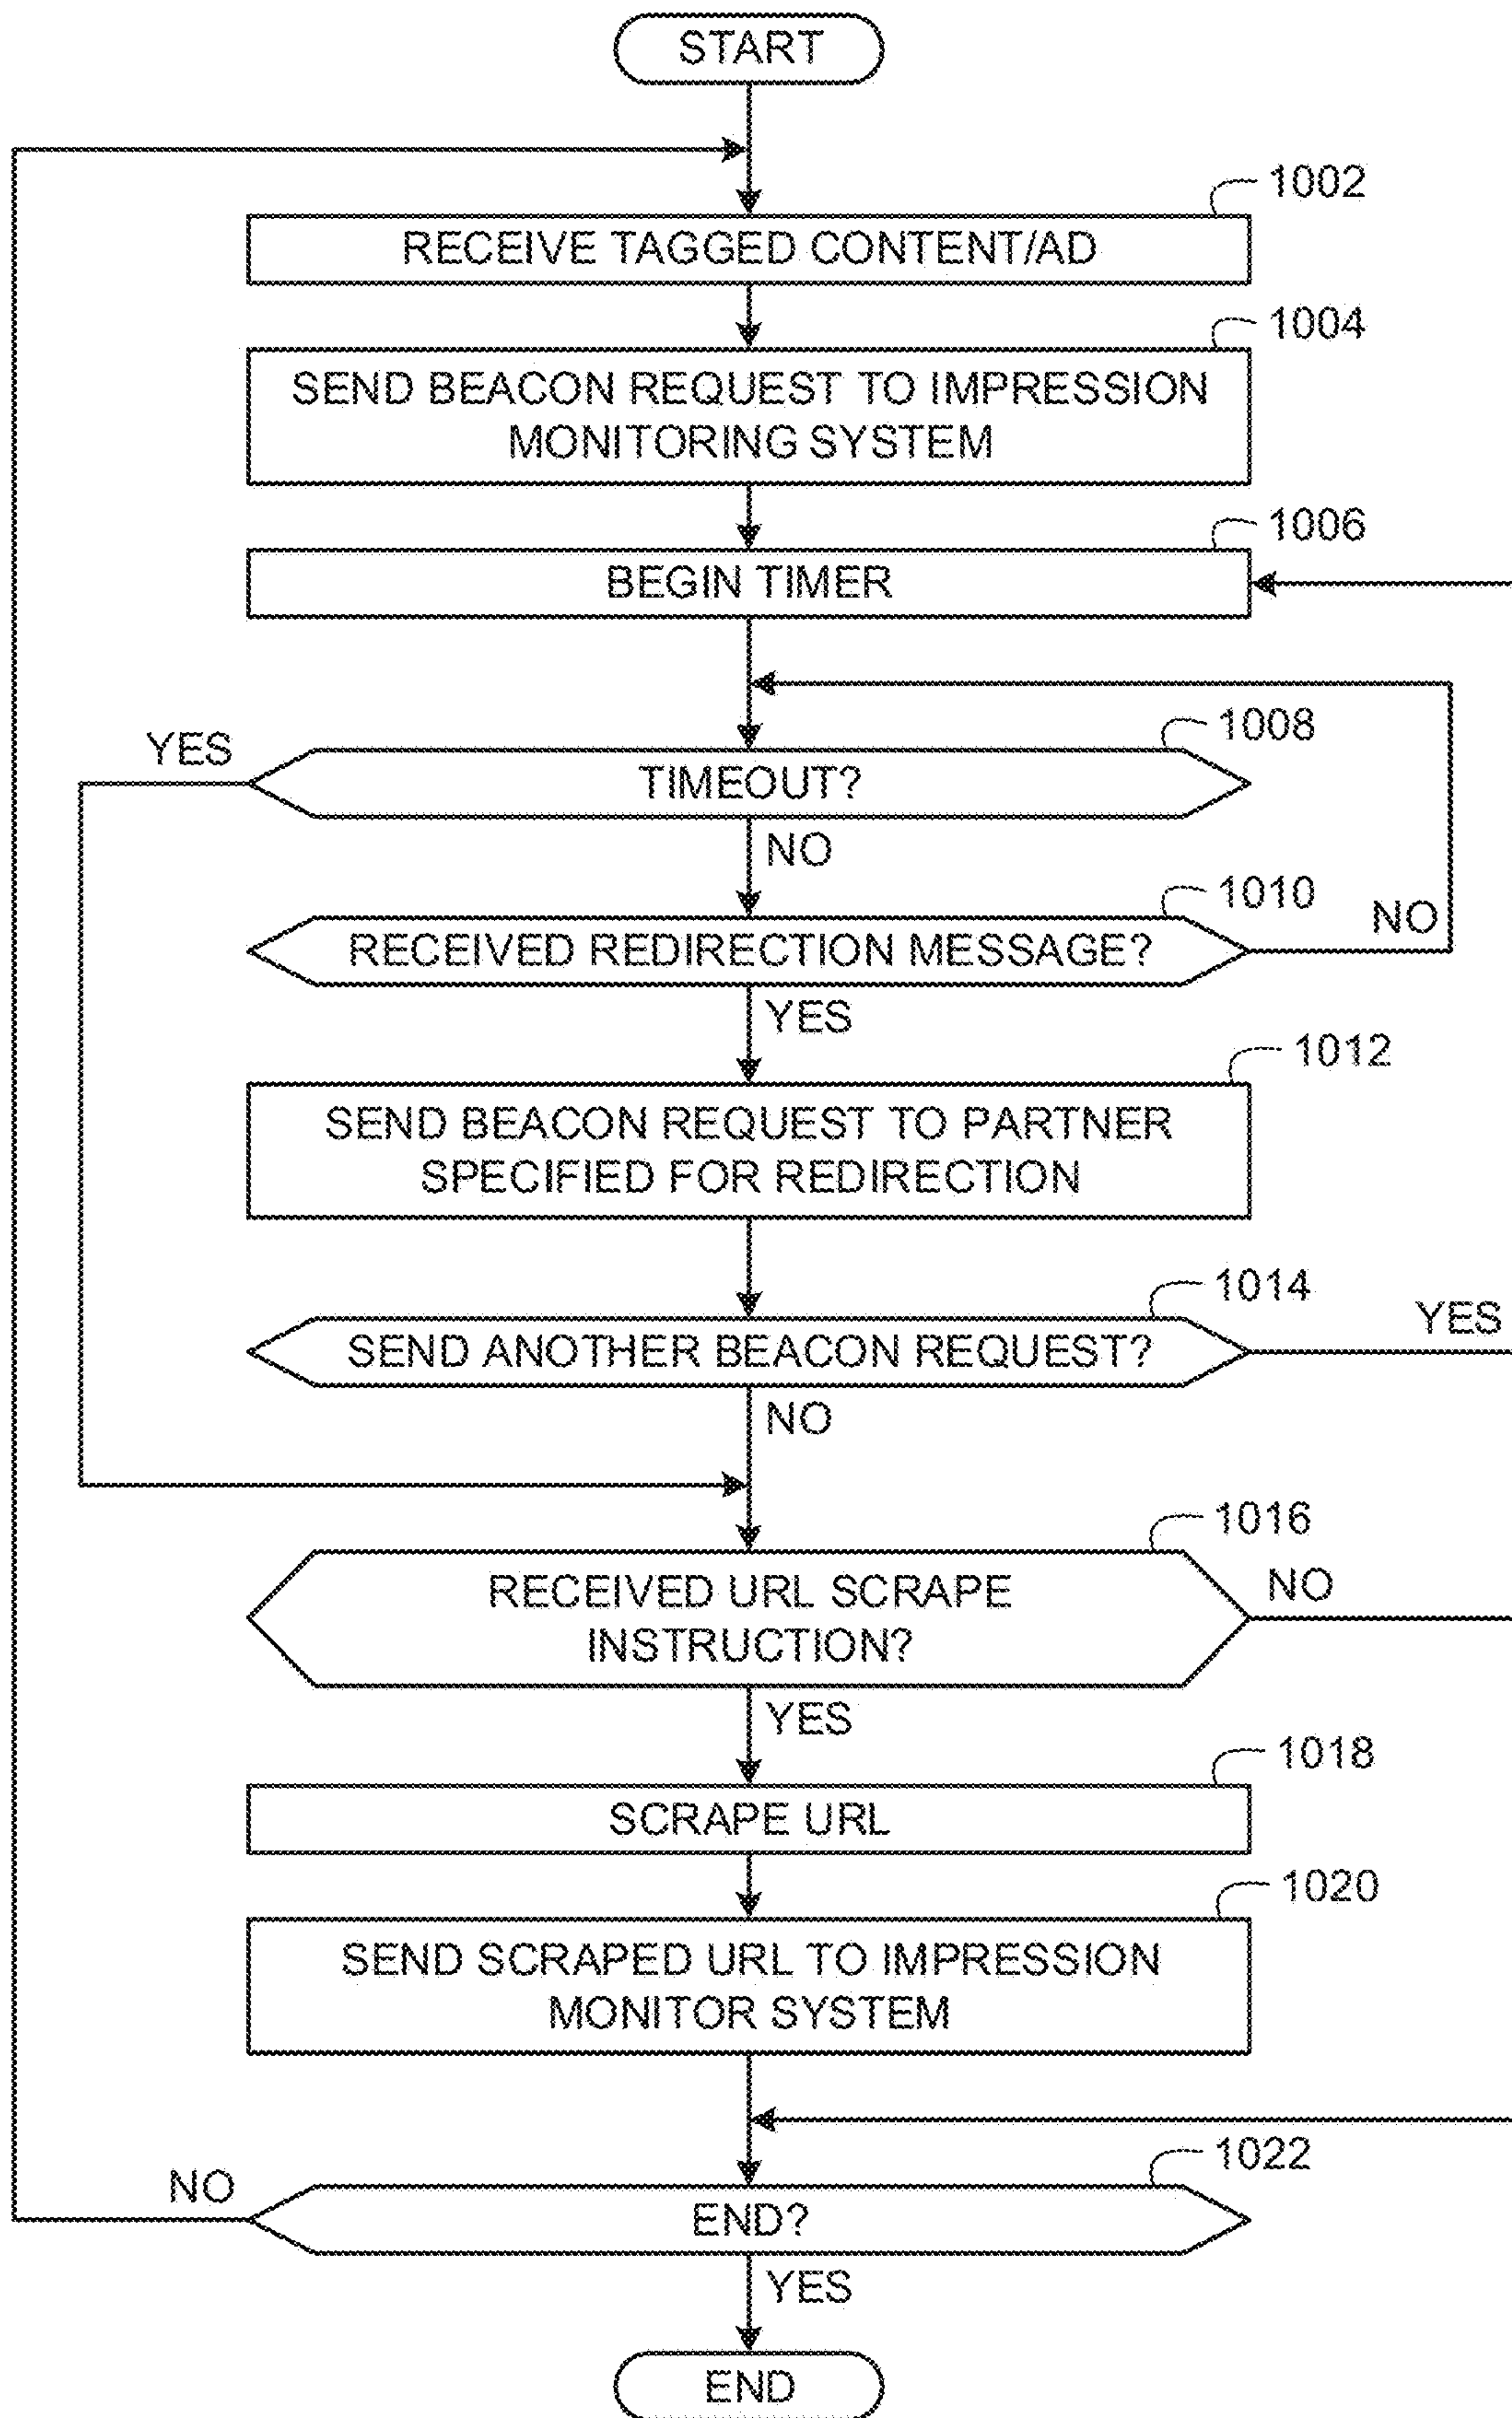 START
1002
RECEIVE TAGGED CONTENT/AD
1004
SEND BEACON REQUEST TO IMPRESSION
MONITORING SYSTEM
1006
BEGIN TIMER
YES
1008
TIMEOUT?
NO
1010
RECEIVED REDIRECTION MESSAGE?
NO
YES
1012
SEND BEACON REQUEST TO PARTNER
SPECIFIED FOR REDIRECTION
1014
SEND ANOTHER BEACON REQUEST?
YES
NO
1016
RECEIVED URL SCRAPE
INSTRUCTION?
NO
YES
1018
SCRAPE URL
1020
SEND SCRAPED URL TO IMPRESSION
MONITOR SYSTEM
1022
NO
END?
YES
END